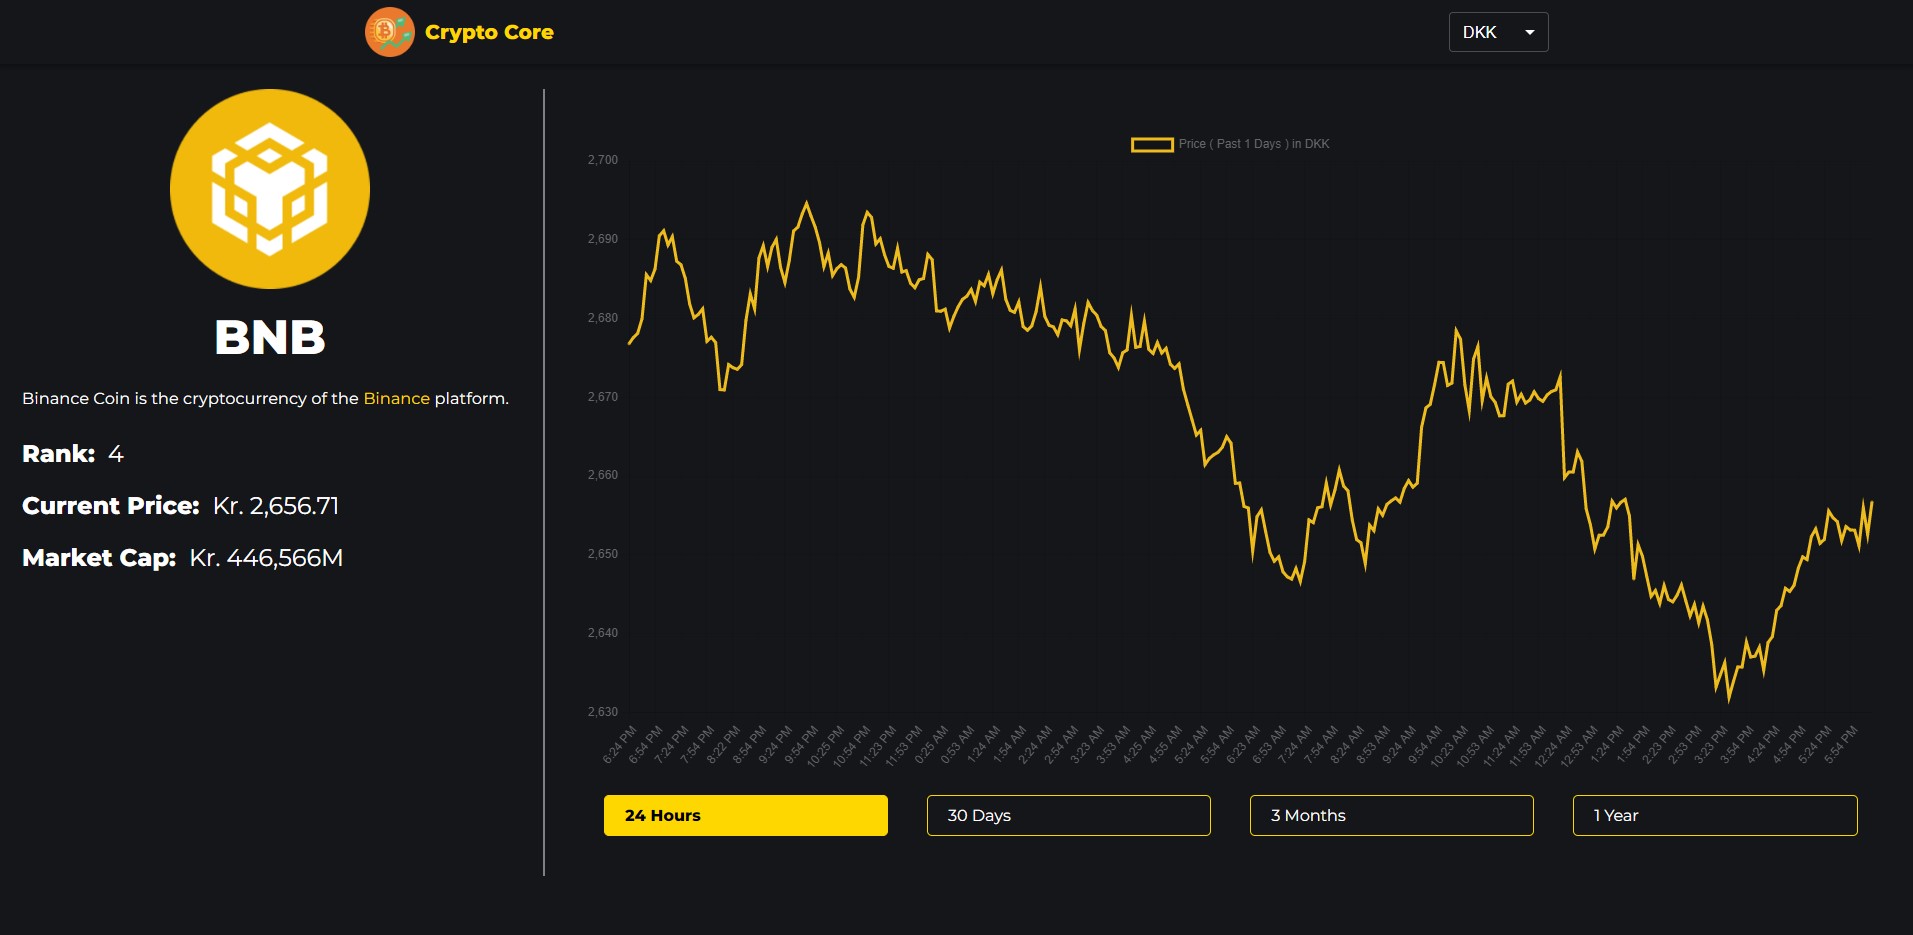 Crypto Core
DKK
BNB
Binance Coin is the cryptocurrency of the Binance platform.
Rank: 4
Current Price: Kr. 2,656.71
Market Cap: Kr. 446,566M
Price ( Past 1 Days ) in DKK
2,700
2,690
2,680
2,670
2,660
2,650
2,640
2,630
6:24 PM
6:54 PM
7:24 PM
7:54 PM
8:22 PM
8:54 PM
9:24 PM
9:54 PM
10:25 PM
10:54 PM
11:23 PM
11:53 PM
0:25 AM
0:53 AM
1:24 AM
1:54 AM
2:24 AM
2:54 AM
3:23 AM
3:53 AM
4:25 AM
4:55 AM
5:24 AM
5:54 AM
6:23 AM
6:53 AM
7:24 AM
7:54 AM
8:24 AM
8:53 AM
9:24 AM
9:54 AM
10:23 AM
10:53 AM
11:24 AM
11:53 AM
12:24 AM
12:53 AM
1:24 PM
1:54 PM
2:23 PM
2:53 PM
3:23 PM
3:54 PM
4:24 PM
4:54 PM
5:24 PM
5:54 PM
24 Hours
30 Days
3 Months
1 Year